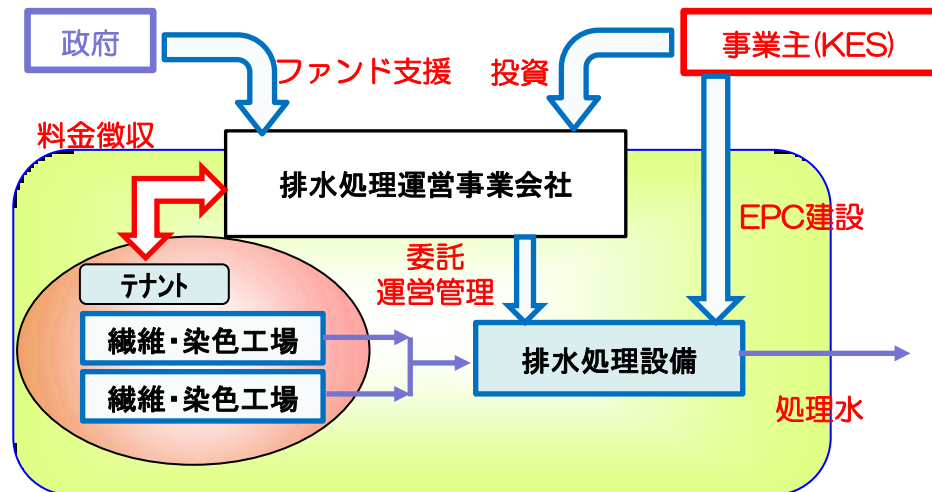 政府
事業主(KES)
ファンド支援
投資
料金徴収
排水処理運営事業会社
EPC建設
委託
運営管理
テナント
繊維・染色工場
排水処理設備
繊維・染色工場
処理水